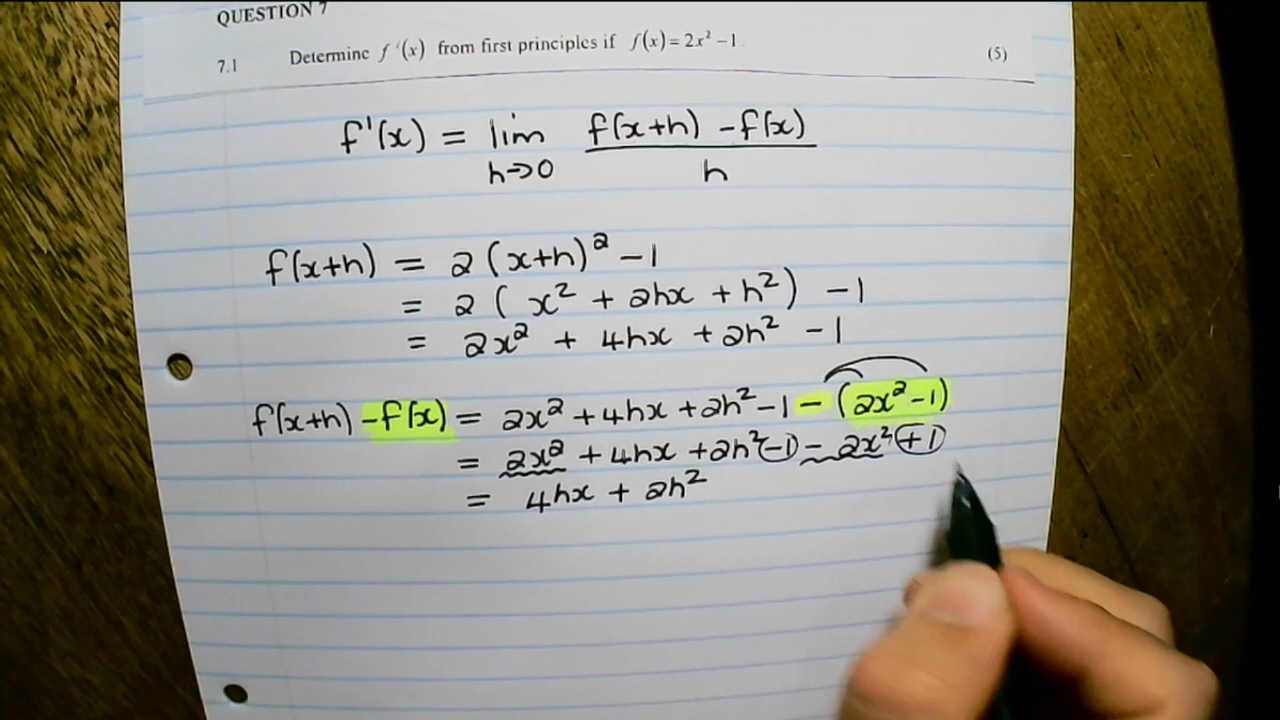 QUESTION 7
7.1 Determine f '(x) from first principles if f(x) = 2x² − 1. (5)
f'(x) = lim f(x+h) − f(x)
h→0 h
f(x+h) = 2(x+h)² − 1
= 2(x² + 2hx + h²) − 1
= 2x² + 4hx + 2h² − 1
f(x+h) − f(x) = 2x² + 4hx + 2h² − 1 − (2x² − 1)
= 2x² + 4hx + 2h² − 1 − 2x² + 1
= 4hx + 2h²